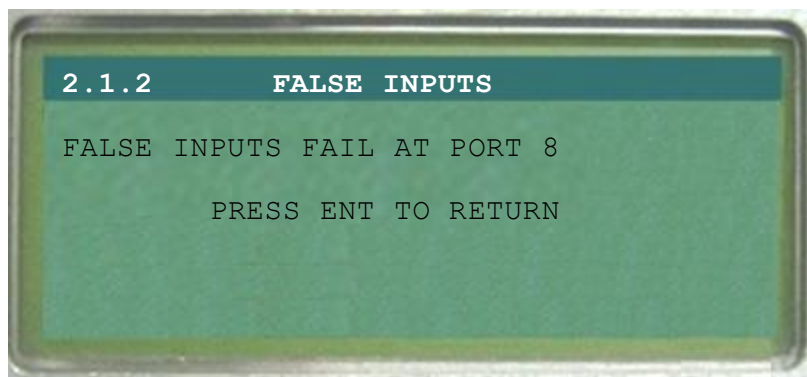 2.1.2 FALSE INPUTS
FALSE INPUTS FAIL AT PORT 8
PRESS ENT TO RETURN